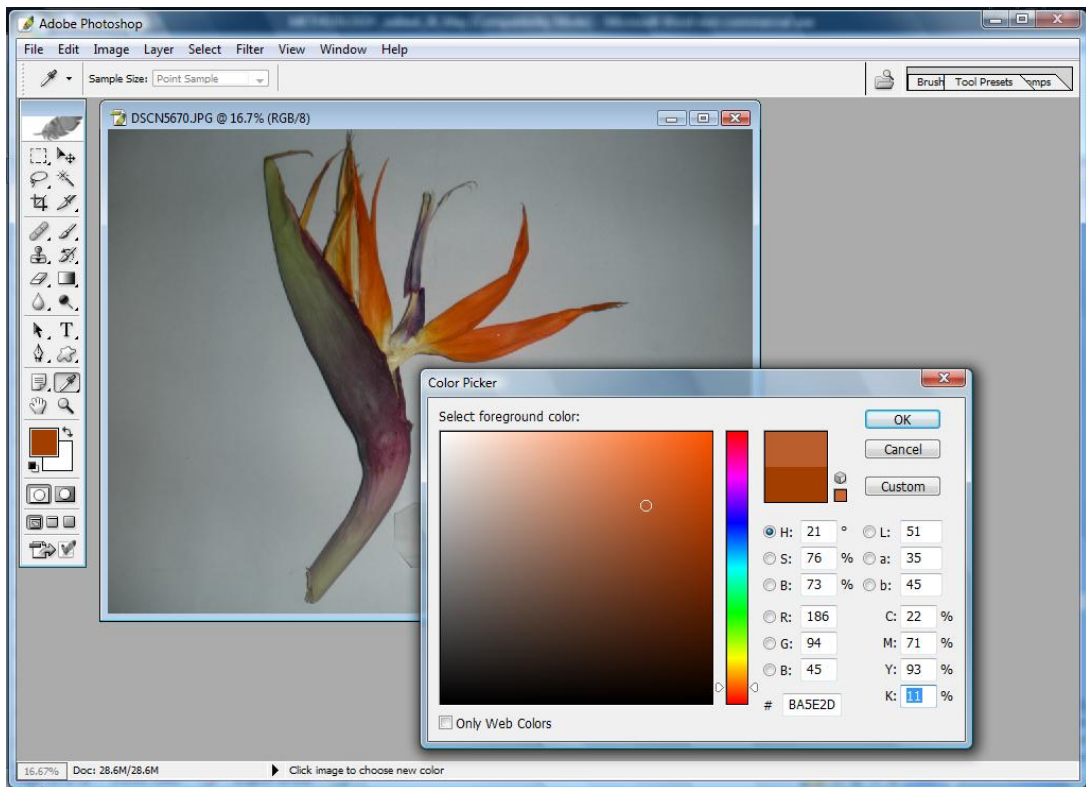 Adobe Photoshop
File Edit Image Layer Select Filter View Window Help
Sample Size: Point Sample
Brush Tool Presets omps
DSCN5670.JPG @ 16.7% (RGB/8)
T
Color Picker
Select foreground color:
OK
Cancel
Custom
H: 21 ° L: 51
S: 76 % a: 35
B: 73 % b: 45
R: 186 C: 22 %
G: 94 M: 71 %
B: 45 Y: 93 %
# BA5E2D K: 11 %
Only Web Colors
16.67% Doc: 28.6M/28.6M Click image to choose new color